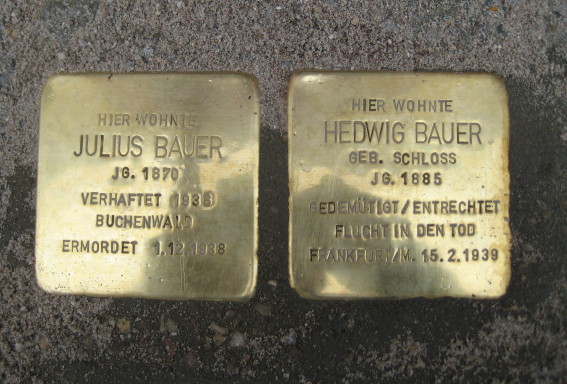 HIER WOHNTE
JULIUS BAUER
JG. 1870
VERHAFTET 1938
BUCHENWALD
ERMORDET 1.12.1938
HIER WOHNTE
HEDWIG BAUER
GEB. SCHLOSS
JG. 1885
GEDEMÜTIGT/ENTRECHTET
FLUCHT IN DEN TOD
FRANKFURT/M. 15.2.1939